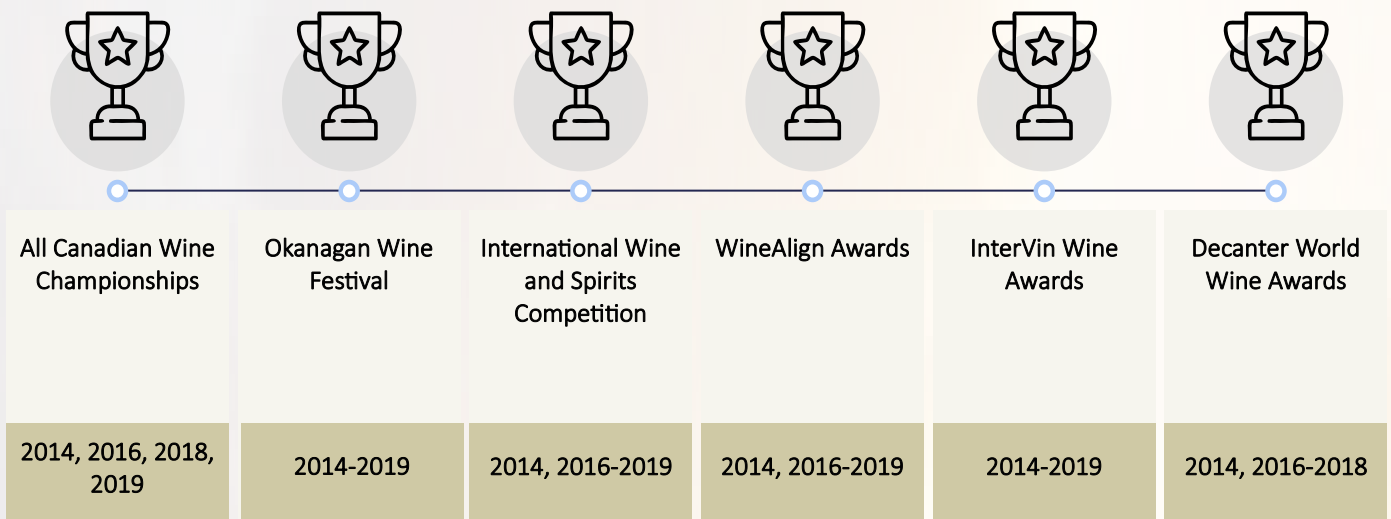 All Canadian Wine
Championships
Okanagan Wine
Festival
International Wine
and Spirits
Competition
WineAlign Awards
InterVin Wine
Awards
Decanter World
Wine Awards
2014, 2016, 2018,
2019
2014-2019
2014, 2016-2019
2014, 2016-2019
2014-2019
2014, 2016-2018